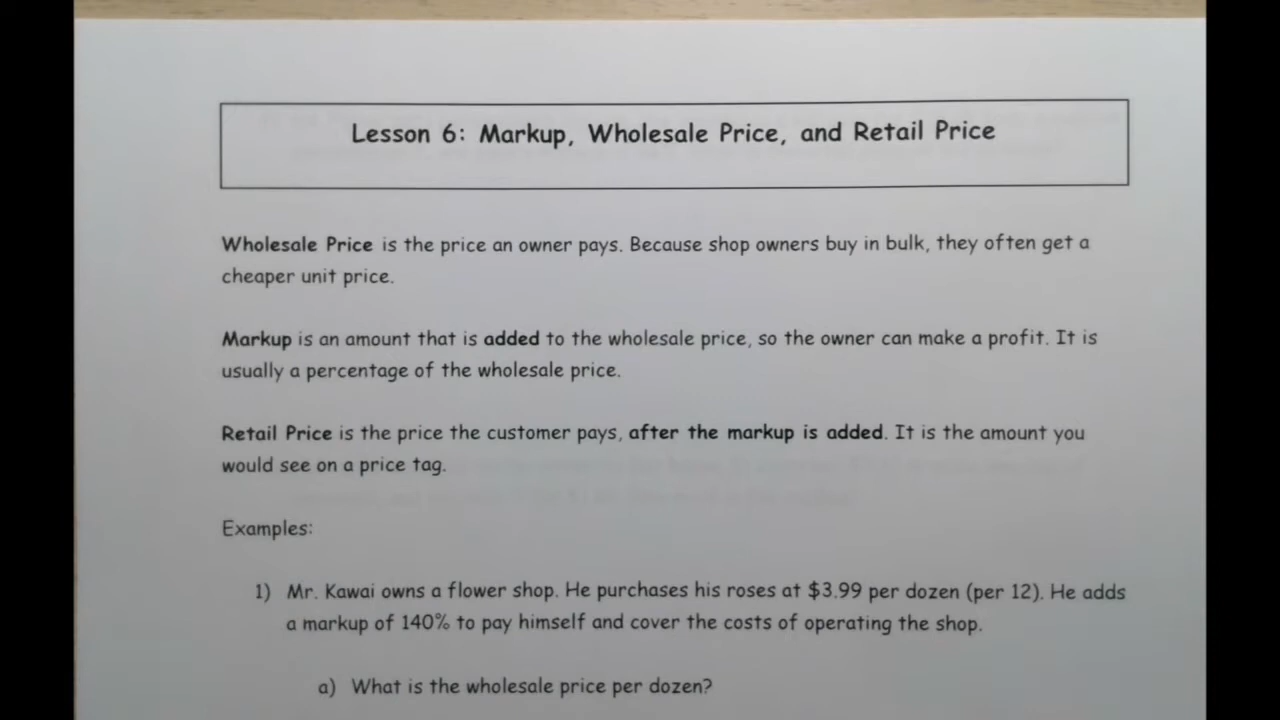 Lesson 6: Markup, Wholesale Price, and Retail Price
Wholesale Price is the price an owner pays. Because shop owners buy in bulk, they often get a
cheaper unit price.
Markup is an amount that is added to the wholesale price, so the owner can make a profit. It is
usually a percentage of the wholesale price.
Retail Price is the price the customer pays, after the markup is added. It is the amount you
would see on a price tag.
Examples:
1) Mr. Kawai owns a flower shop. He purchases his roses at $3.99 per dozen (per 12). He adds
a markup of 140% to pay himself and cover the costs of operating the shop.
a) What is the wholesale price per dozen?